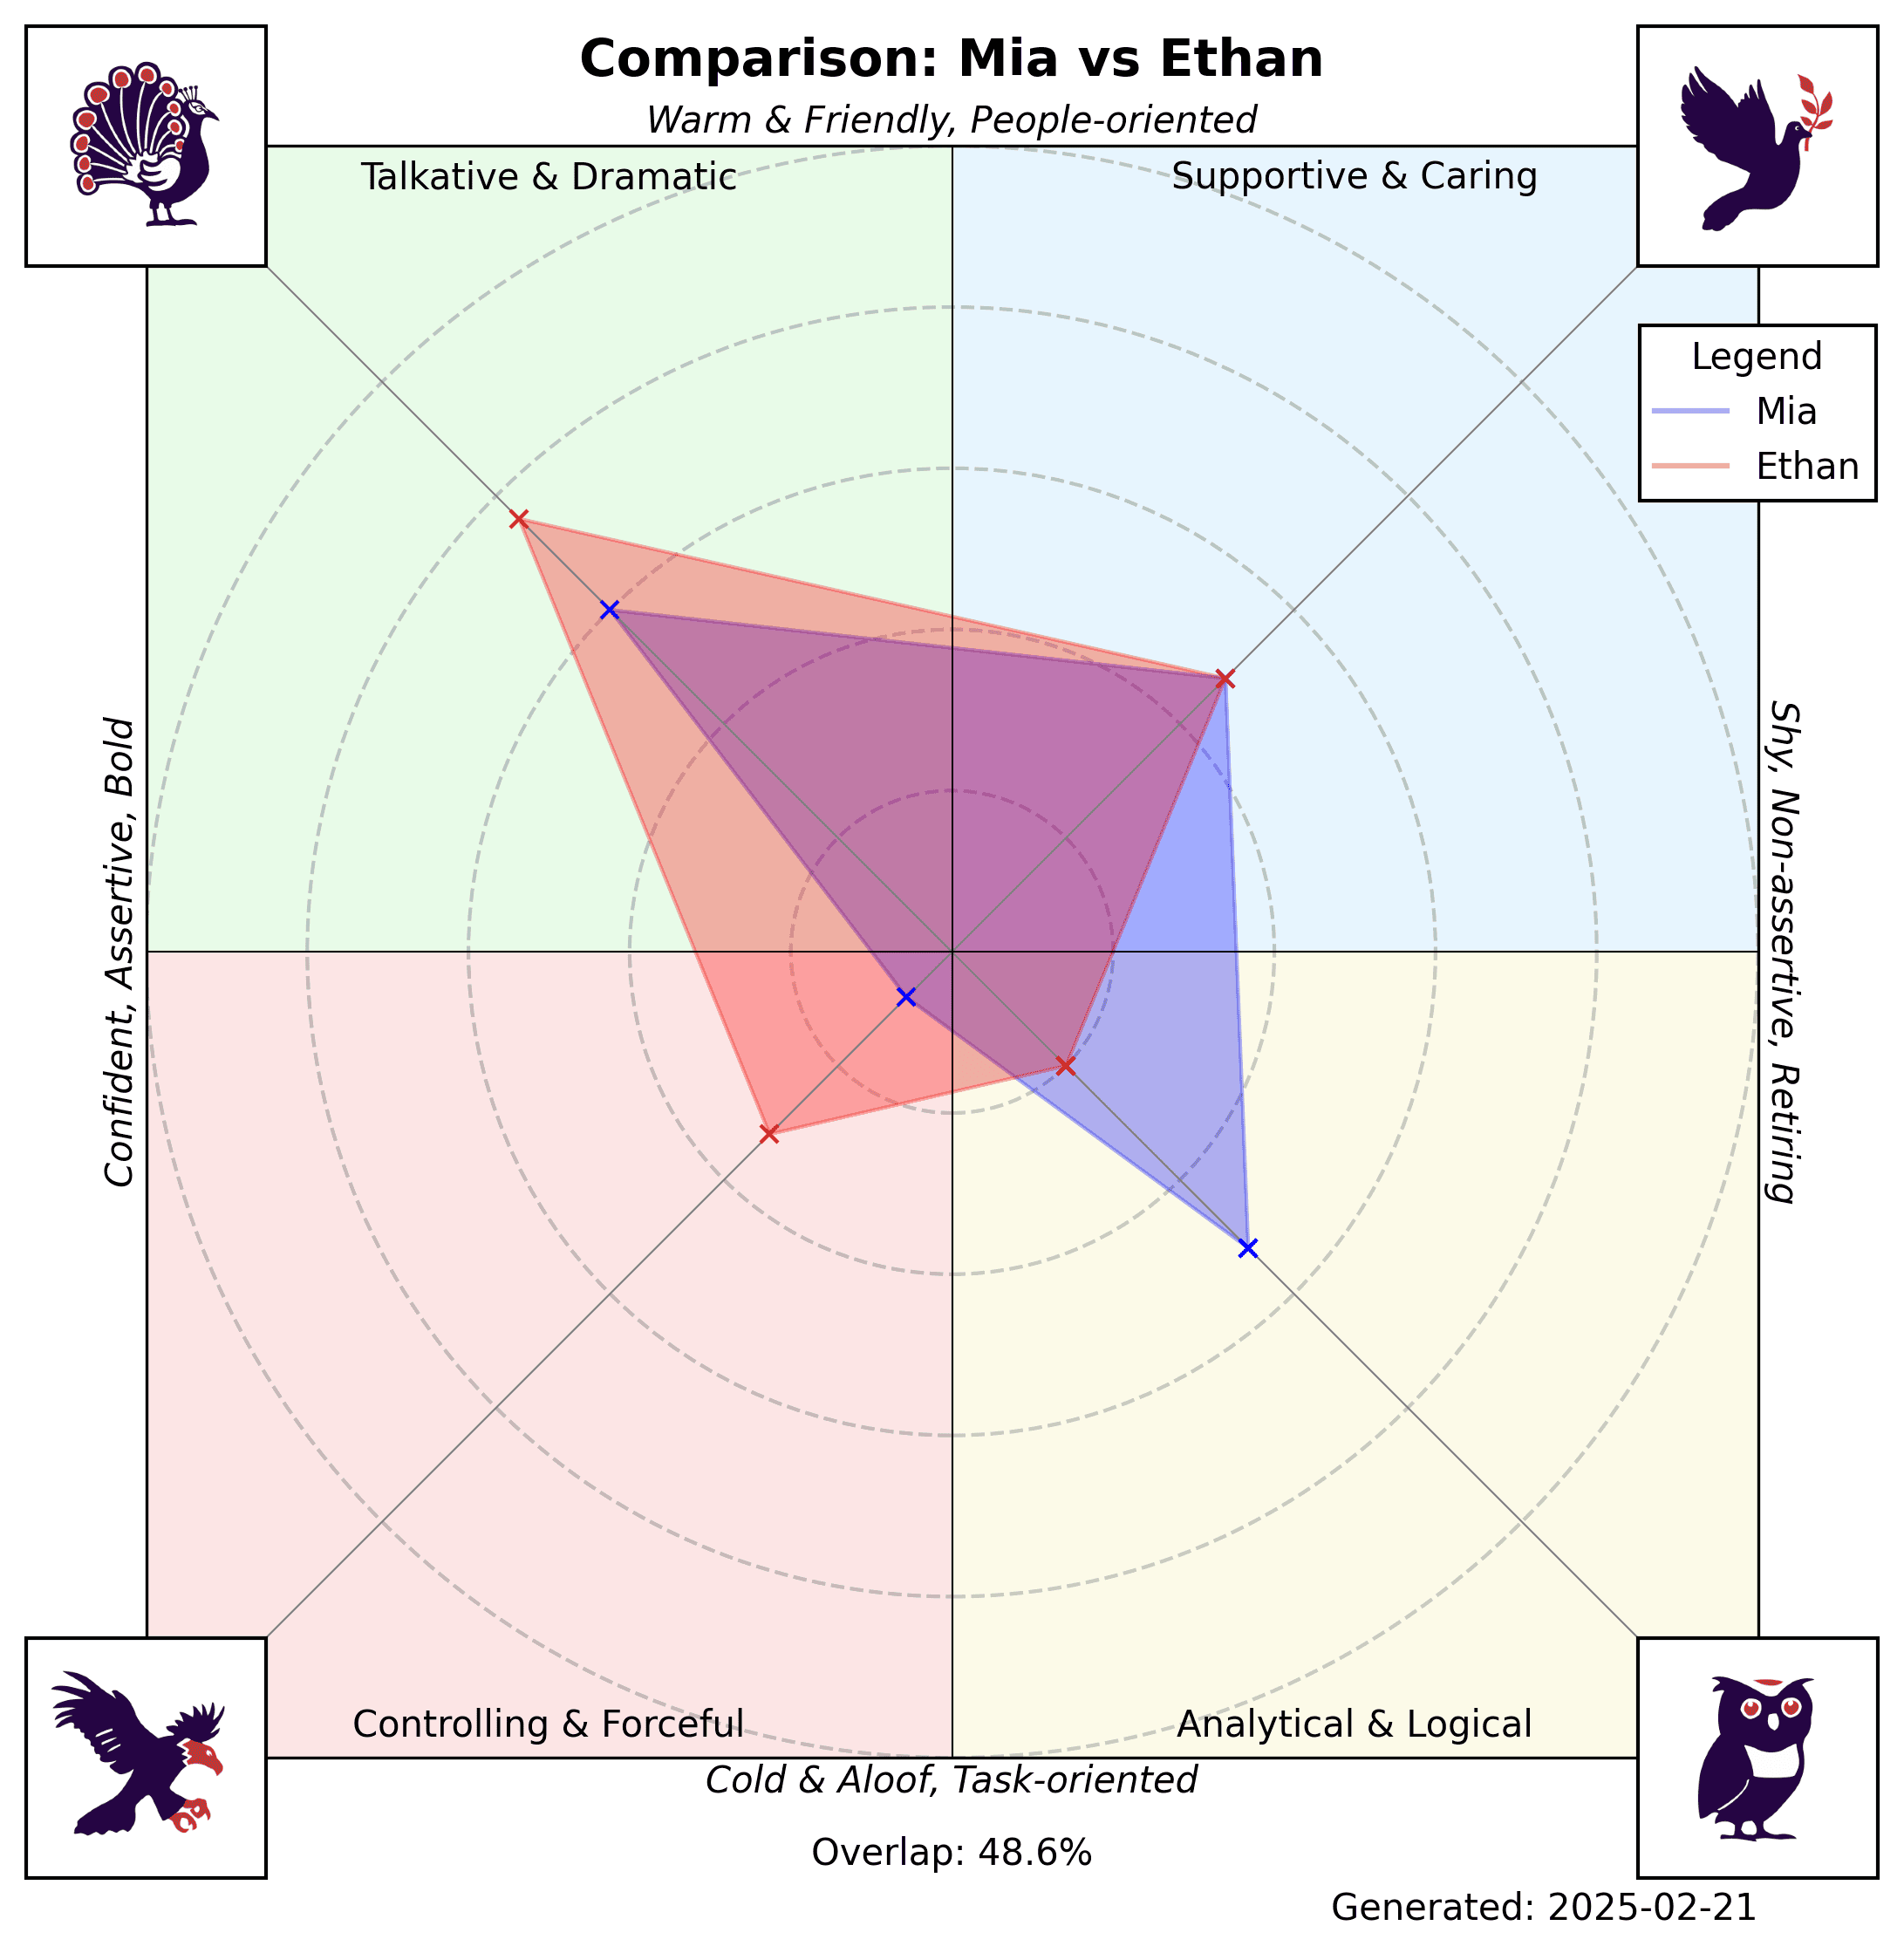 Comparison: Mia vs Ethan
Warm & Friendly, People-oriented
Talkative & Dramatic
Supportive & Caring
Legend
Mia
Ethan
Confident, Assertive, Bold
Shy, Non-assertive, Retiring
Controlling & Forceful
Analytical & Logical
Cold & Aloof, Task-oriented
Overlap: 48.6%
Generated: 2025-02-21